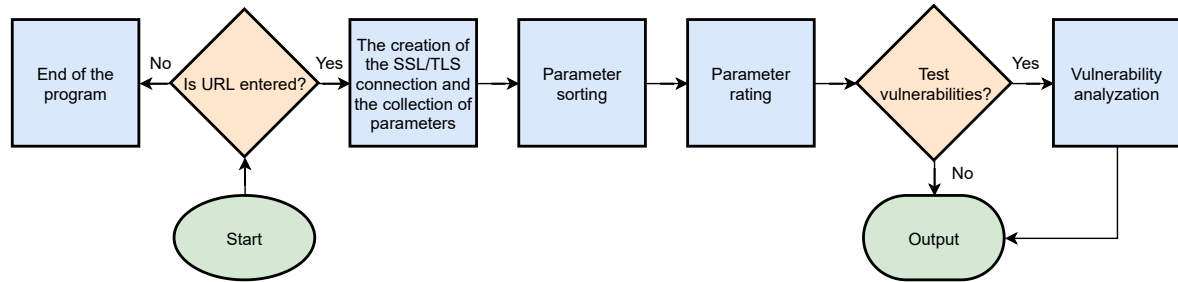 End of the
program
No
Is URL entered?
Yes
The creation of
the SSL/TLS
connection and
the collection of
parameters
Parameter
sorting
Parameter
rating
Test
vulnerabilities?
Yes
Vulnerability
analyzation
No
Start
Output